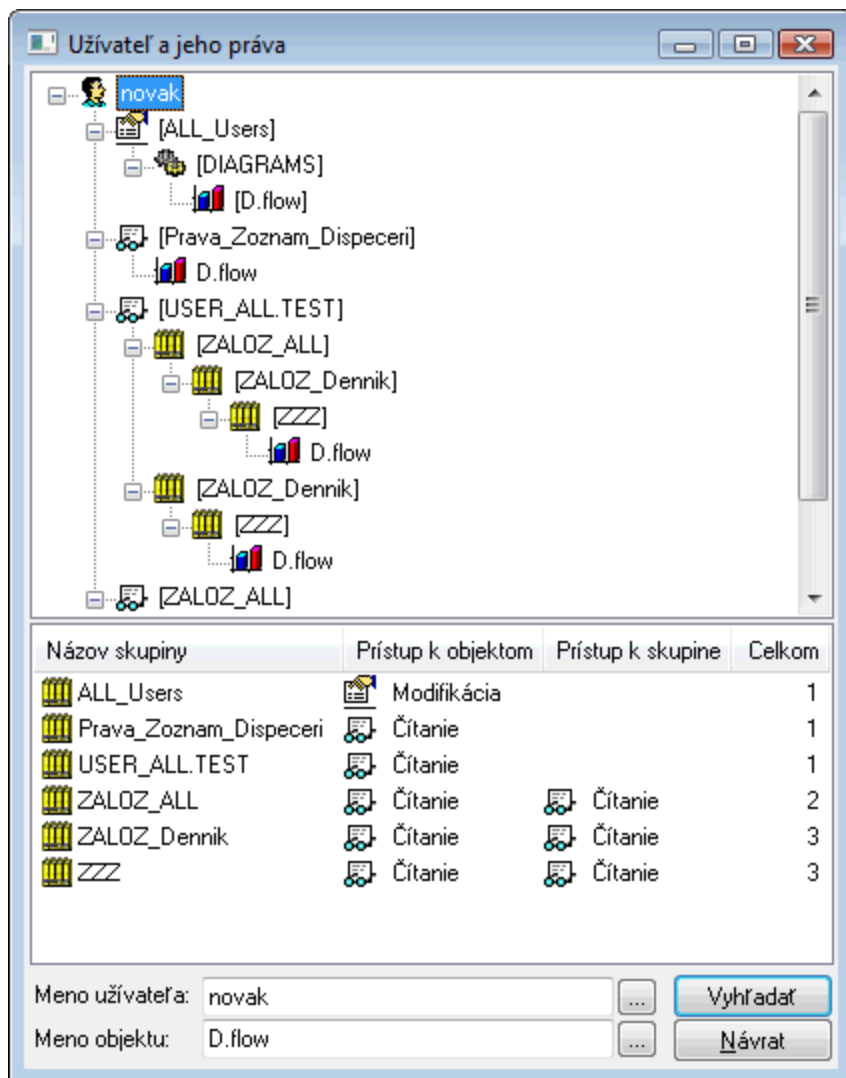 Užívateľ a jeho práva
novak
[ALL_Users]
[DIAGRAMS]
[D.flow]
[Prava_Zoznam_Dispeceri]
D.flow
[USER_ALL.TEST]
[ZALOZ_ALL]
[ZALOZ_Dennik]
[ZZZ]
D.flow
[ZALOZ_Dennik]
[ZZZ]
D.flow
[ZALOZ_ALL]
Názov skupiny Prístup k objektom Prístup k skupine Celkom
ALL_Users Modifikácia 1
Prava_Zoznam_Dispeceri Čítanie 1
USER_ALL.TEST Čítanie 1
ZALOZ_ALL Čítanie Čítanie 2
ZALOZ_Dennik Čítanie Čítanie 3
ZZZ Čítanie Čítanie 3
Meno užívateľa: novak ... Vyhľadať
Meno objektu: D.flow ... Návrat